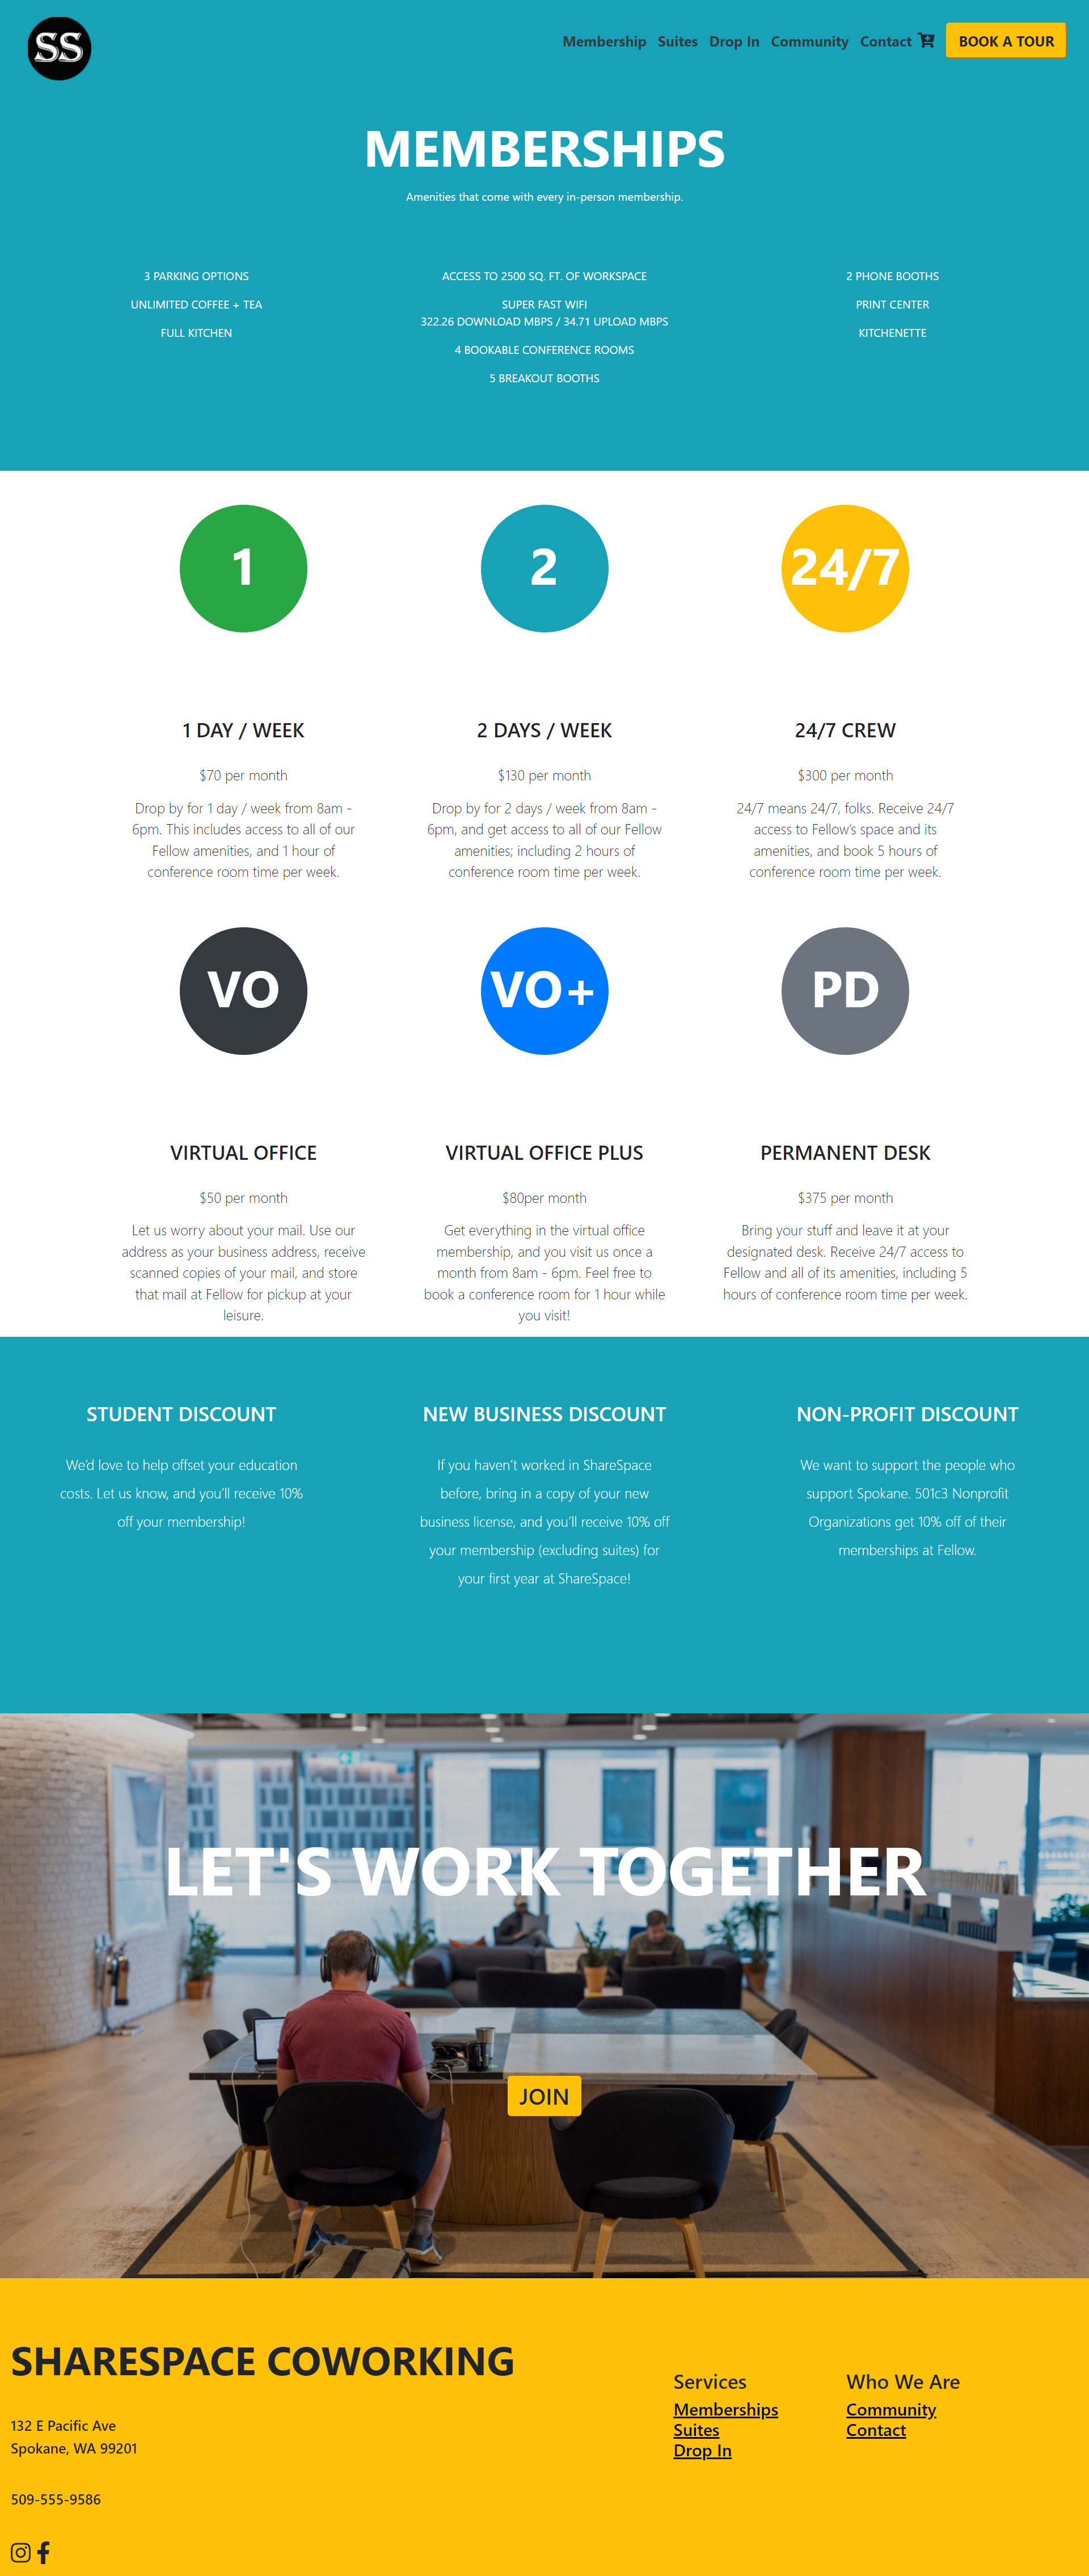 SS
Membership Suites Drop In Community Contact BOOK A TOUR
MEMBERSHIPS
Amenities that come with every in-person membership.
3 PARKING OPTIONS
UNLIMITED COFFEE + TEA
FULL KITCHEN
ACCESS TO 2500 SQ. FT. OF WORKSPACE
SUPER FAST WIFI
322.26 DOWNLOAD MBPS / 34.71 UPLOAD MBPS
4 BOOKABLE CONFERENCE ROOMS
5 BREAKOUT BOOTHS
2 PHONE BOOTHS
PRINT CENTER
KITCHENETTE
1
1 DAY / WEEK
$70 per month
Drop by for 1 day / week from 8am -
6pm. This includes access to all of our
Fellow amenities, and 1 hour of
conference room time per week.
2
2 DAYS / WEEK
$130 per month
Drop by for 2 days / week from 8am -
6pm, and get access to all of our Fellow
amenities; including 2 hours of
conference room time per week.
24/7
24/7 CREW
$300 per month
24/7 means 24/7, folks. Receive 24/7
access to Fellow’s space and its
amenities, and book 5 hours of
conference room time per week.
VO
VIRTUAL OFFICE
$50 per month
Let us worry about your mail. Use our
address as your business address, receive
scanned copies of your mail, and store
that mail at Fellow for pickup at your
leisure.
VO+
VIRTUAL OFFICE PLUS
$80per month
Get everything in the virtual office
membership, and you visit us once a
month from 8am - 6pm. Feel free to
book a conference room for 1 hour while
you visit!
PD
PERMANENT DESK
$375 per month
Bring your stuff and leave it at your
designated desk. Receive 24/7 access to
Fellow and all of its amenities, including 5
hours of conference room time per week.
STUDENT DISCOUNT
We’d love to help offset your education
costs. Let us know, and you’ll receive 10%
off your membership!
NEW BUSINESS DISCOUNT
If you haven’t worked in ShareSpace
before, bring in a copy of your new
business license, and you’ll receive 10% off
your membership (excluding suites) for
your first year at ShareSpace!
NON-PROFIT DISCOUNT
We want to support the people who
support Spokane. 501c3 Nonprofit
Organizations get 10% off of their
memberships at Fellow.
LET'S WORK TOGETHER
JOIN
SHARESPACE COWORKING
132 E Pacific Ave
Spokane, WA 99201
509-555-9586
Services
Memberships
Suites
Drop In
Who We Are
Community
Contact